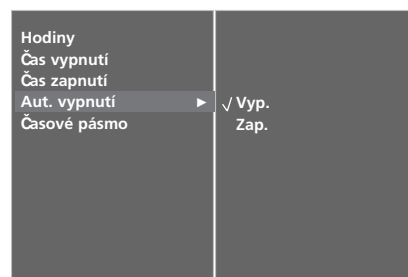 Hodiny
Čas vypnutí
Čas zapnutí
Aut. vypnutí ► √ Vyp.
Časové pásmo Zap.